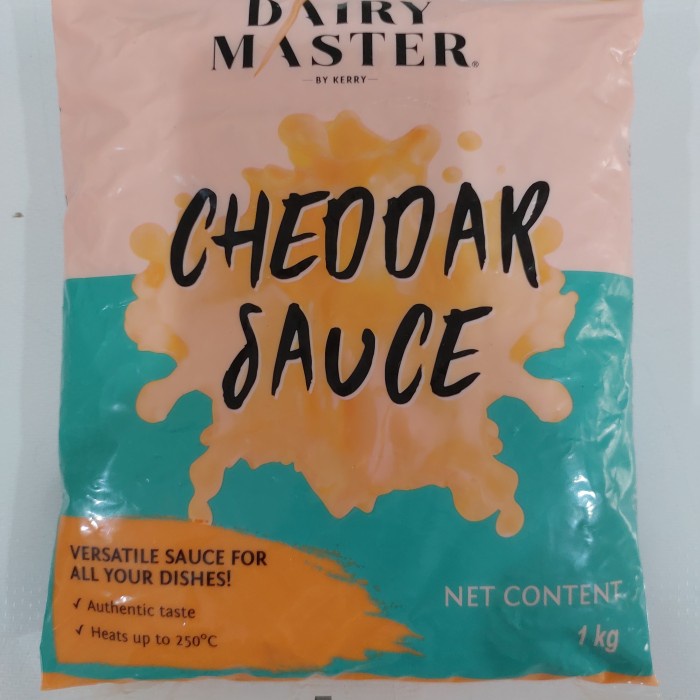 DAIRY
MASTER®
BY KERRY
CHEDDAR
SAUCE
VERSATILE SAUCE FOR
ALL YOUR DISHES!
✓ Authentic taste
✓ Heats up to 250°C
NET CONTENT
1 kg